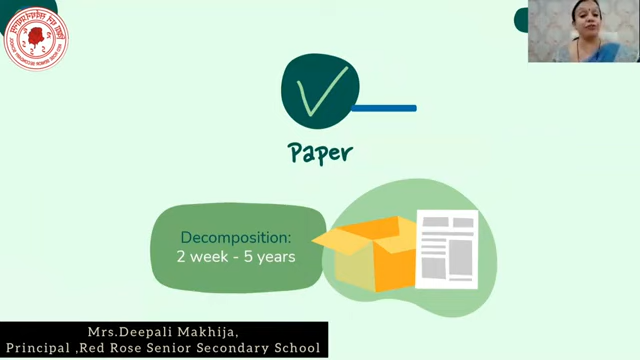 Paper
Decomposition:
2 week - 5 years
Mrs.Deepali Makhija,
Principal ,Red Rose Senior Secondary School